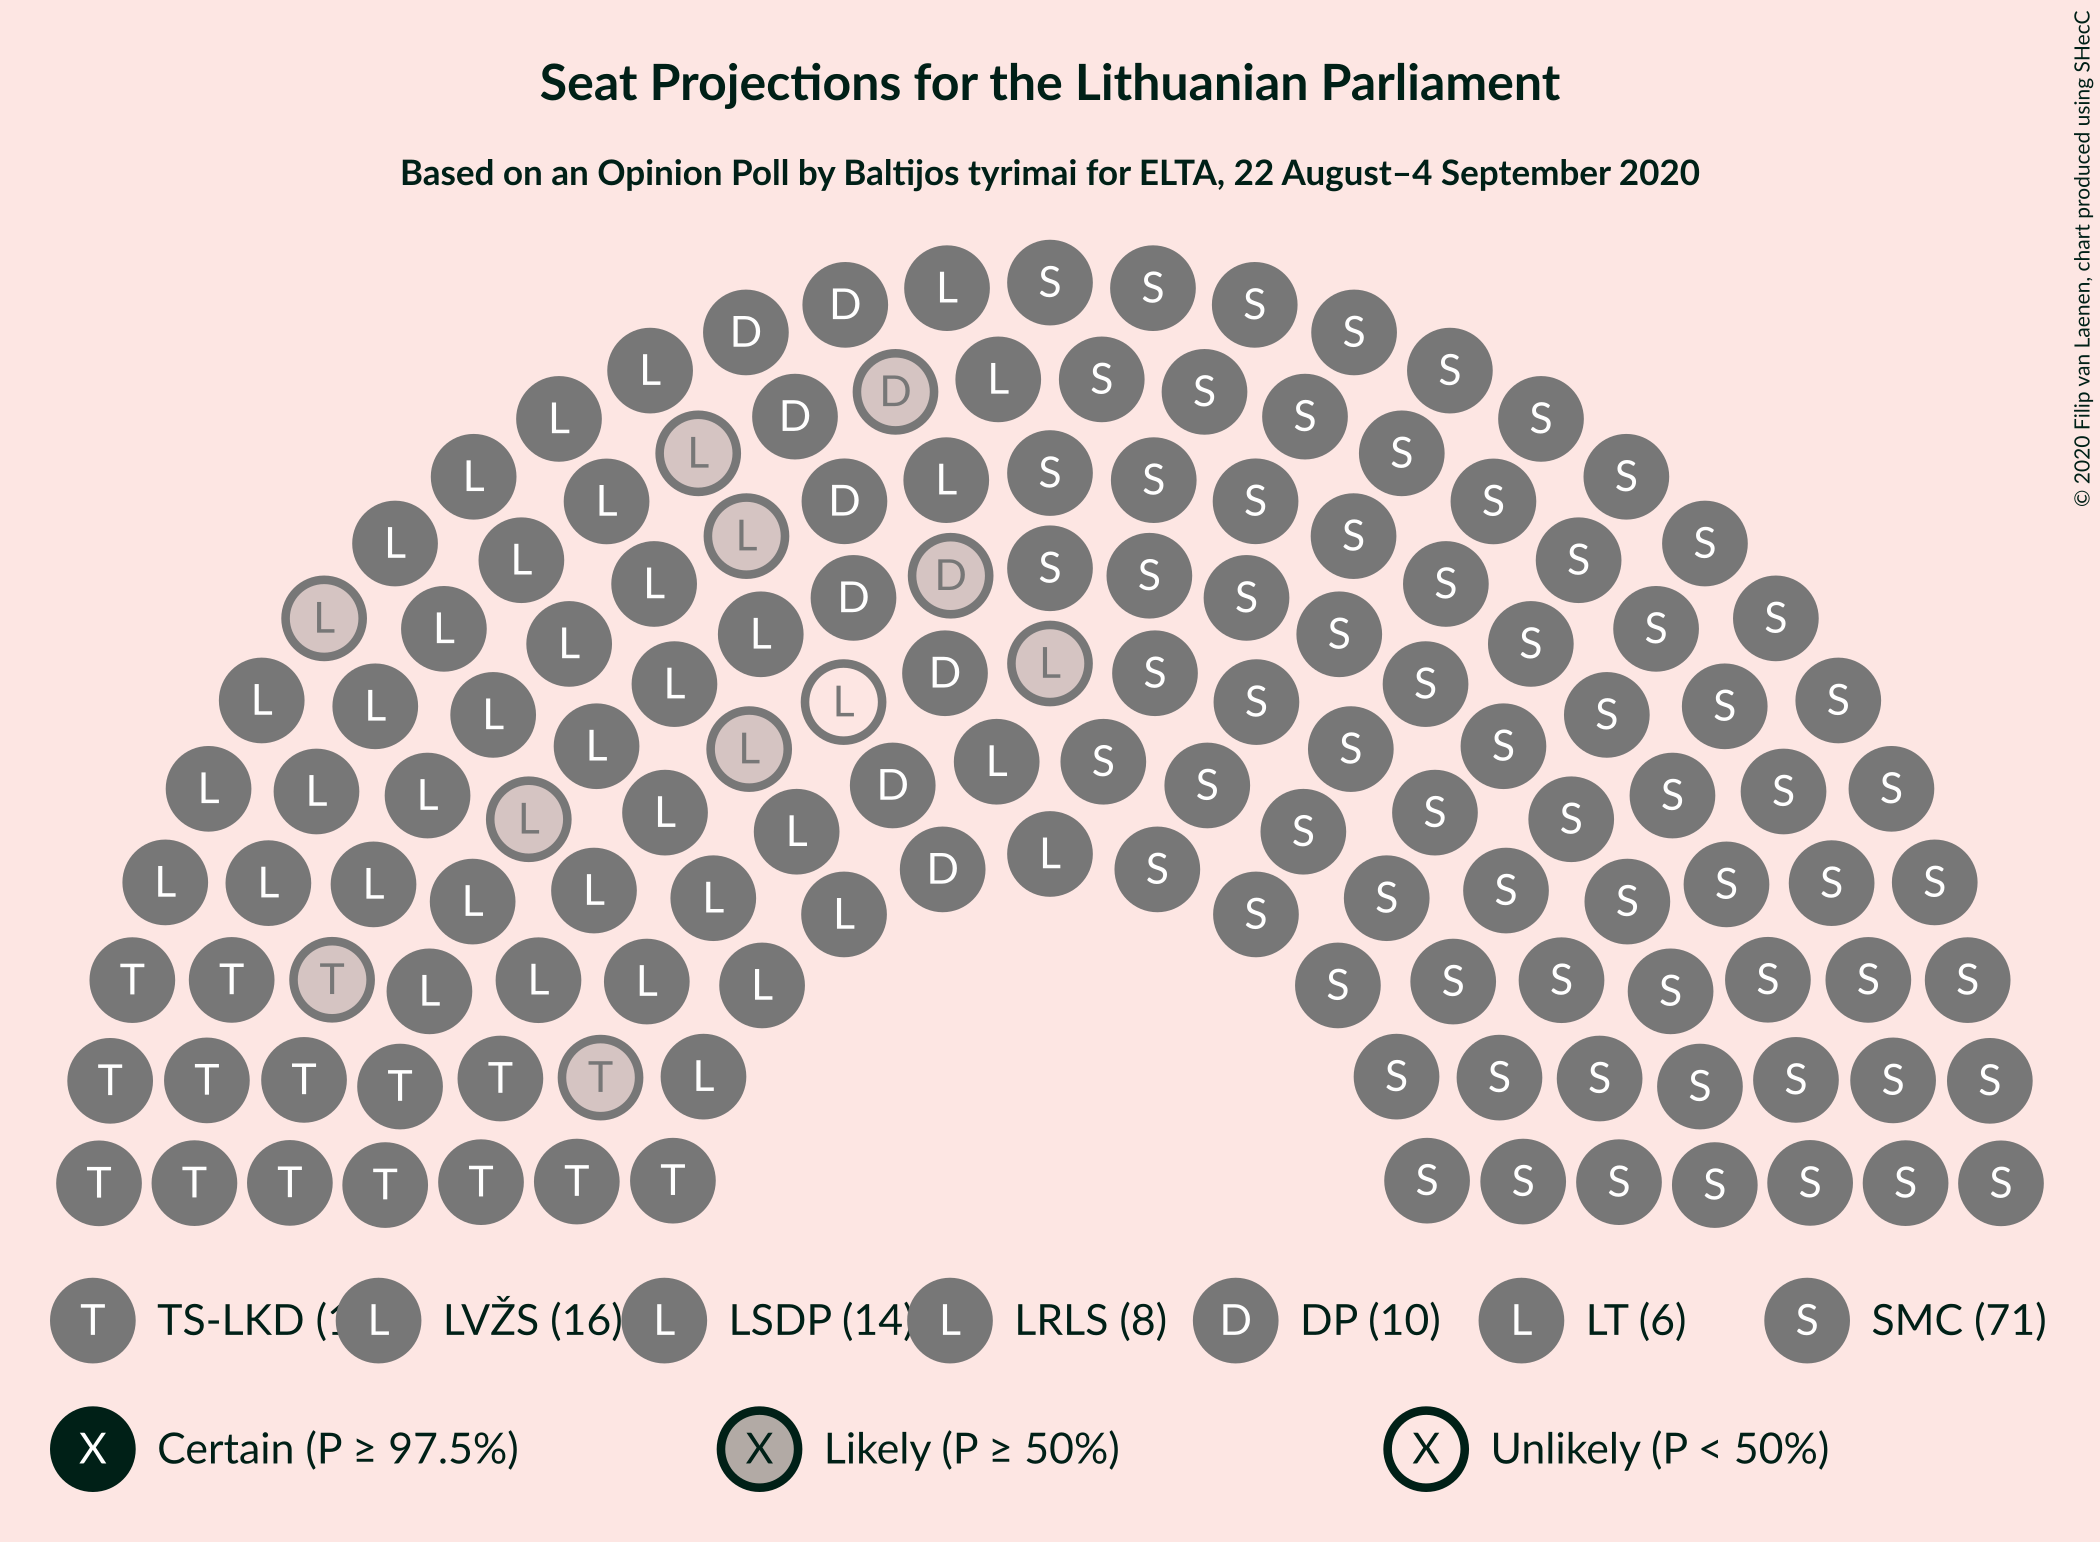 Seat Projections for the Lithuanian Parliament
Based on an Opinion Poll by Baltijos tyrimai for ELTA, 22 August–4 September 2020
© 2020 Filip van Laenen, chart produced using SHecC
D L S S S
D S
L D L S S S
L D S S
L L L S S S S
L D S S
L L L D S S S S S
L D S S
L L L L S S S S
L D L S S
L L L L S S S S
L L L S S S
L L L L L L D S S S S S S S
L L L L L L L D L S S S S S S S S
T T T L L L L S S S S S S S
T T T T T T L S S S S S S S
T T T T T T T S S S S S S S
T TS-LKD L LVŽS (16) L LSDP (14) L LRLS (8) D DP (10) L LT (6) S SMC (71)
X Certain (P ≥ 97.5%) X Likely (P ≥ 50%) X Unlikely (P < 50%)